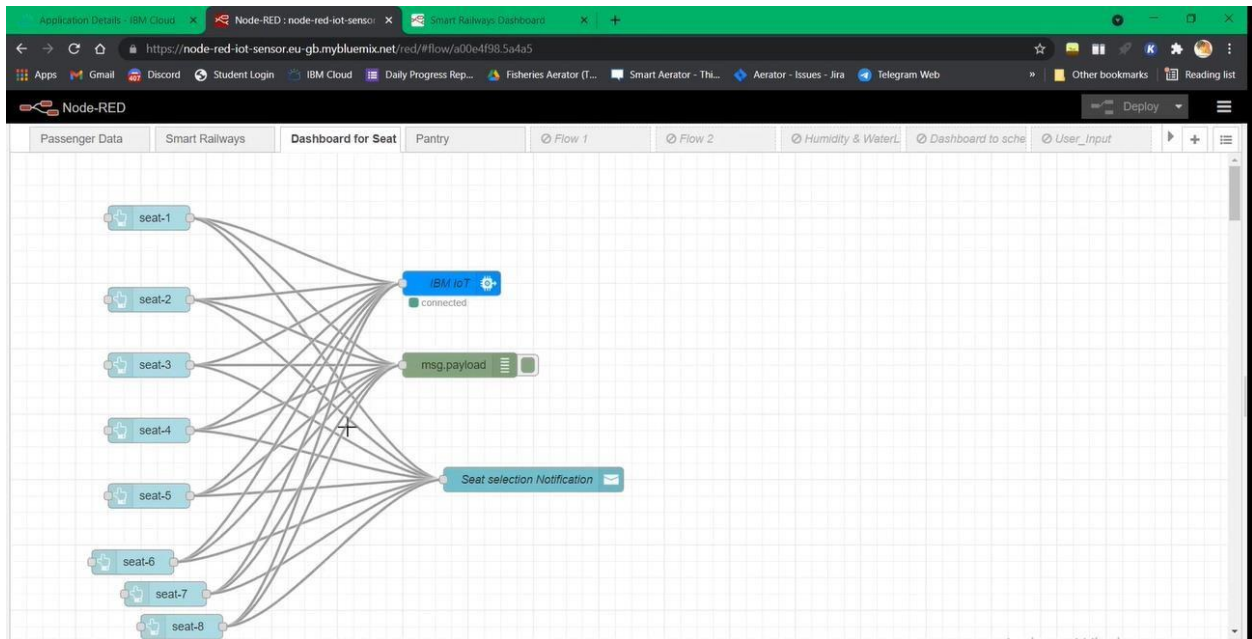 Application Details - IBM Cloud
Node-RED : node-red-iot-sensor
Smart Railways Dashboard
https://node-red-iot-sensor.eu-gb.mybluemix.net/red/#flow/a00e4f98.5a4a5
Apps Gmail Discord Student Login IBM Cloud Daily Progress Rep... Fisheries Aerator (T... Smart Aerator - Thi... Aerator - Issues - Jira Telegram Web » Other bookmarks Reading list
Node-RED Deploy
Passenger Data Smart Railways Dashboard for Seat Pantry Flow 1 Flow 2 Humidity & WaterL Dashboard to sche User_Input
seat-1
IBM IoT
seat-2
connected
seat-3
msg.payload
seat-4
Seat selection Notification
seat-5
seat-6
seat-7
seat-8